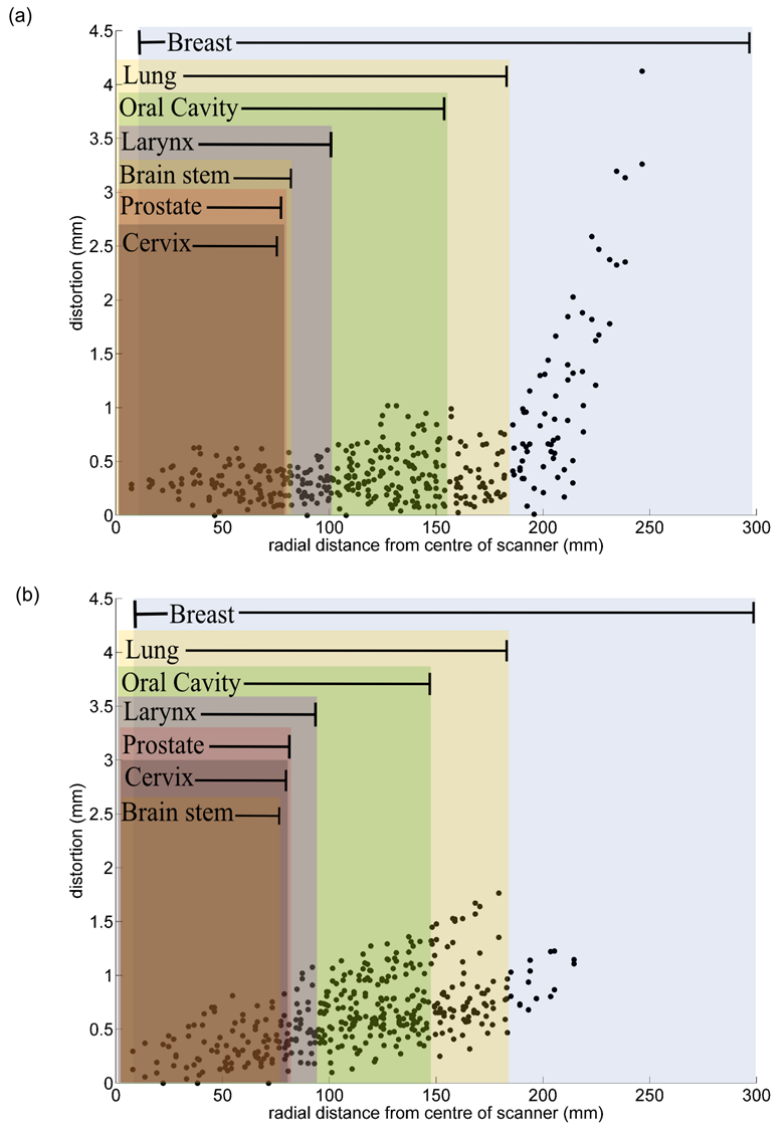 (a)
4.5
Breast
Lung
4
Oral Cavity
3.5
Larynx
Brain stem
3
Prostate
2.5
Cervix
2
1.5
1
0.5
0
distortion (mm)
0 50 100 150 200 250 300
radial distance from centre of scanner (mm)
(b)
4.5
Breast
4
Lung
Oral Cavity
3.5
Larynx
Prostate
3
Cervix
2.5
Brain stem
2
1.5
1
0.5
0
distortion (mm)
0 50 100 150 200 250 300
radial distance from centre of scanner (mm)